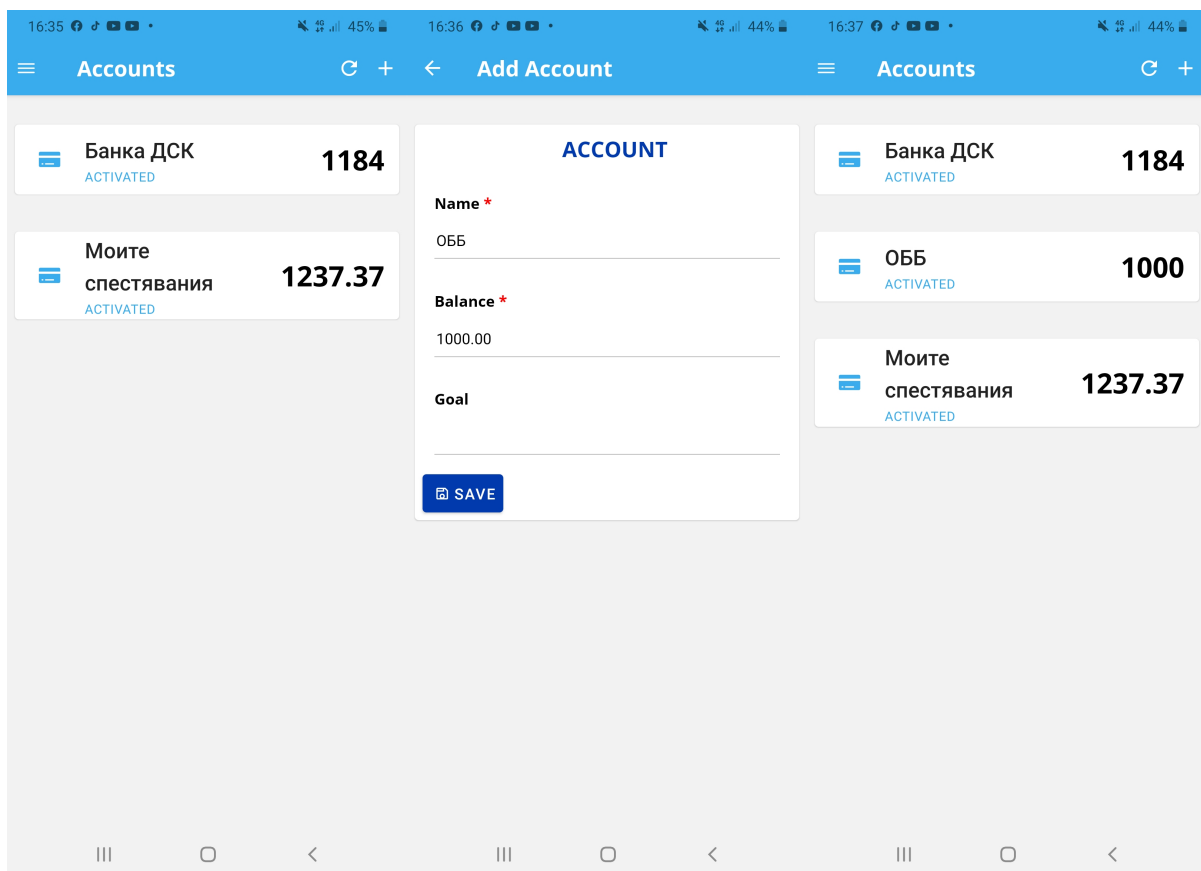 16:35
45%
Accounts
Банка ДСК
ACTIVATED
1184
Моите
спестявания
ACTIVATED
1237.37
16:36
4G
44%
Add Account
ACCOUNT
Name *
ОББ
Balance *
1000.00
Goal
SAVE
16:37
4G
44%
Accounts
Банка ДСК
ACTIVATED
1184
ОББ
ACTIVATED
1000
Моите
спестявания
ACTIVATED
1237.37